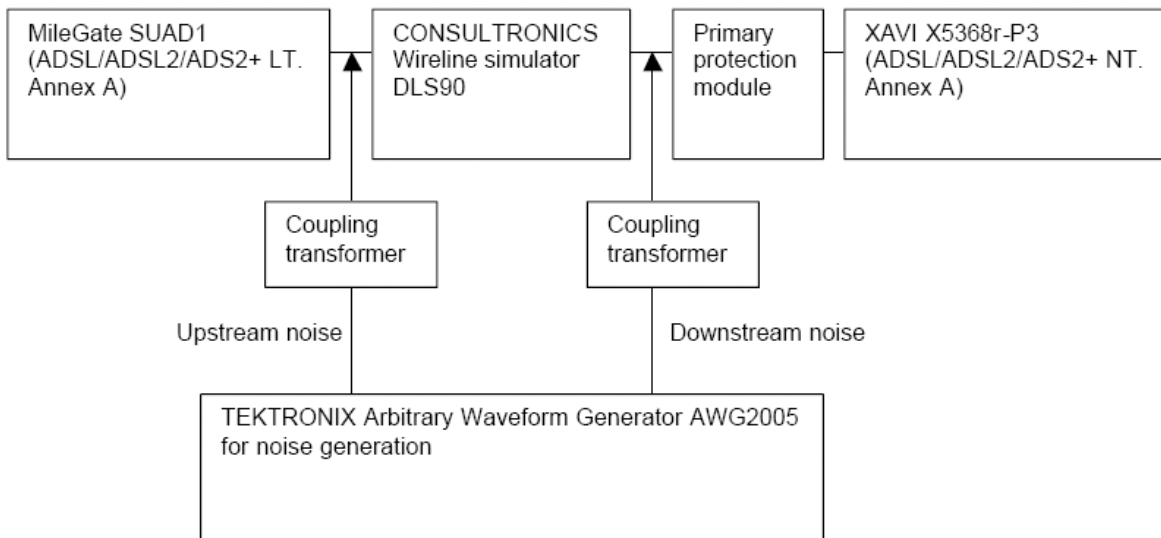 MileGate SUAD1
(ADSL/ADSL2/ADS2+ LT.
Annex A)
CONSULTRONICS
Wireline simulator
DLS90
Primary
protection
module
XAVI X5368r-P3
(ADSL/ADSL2/ADS2+ NT.
Annex A)
Coupling
transformer
Coupling
transformer
Upstream noise
Downstream noise
TEKTRONIX Arbitrary Waveform Generator AWG2005
for noise generation